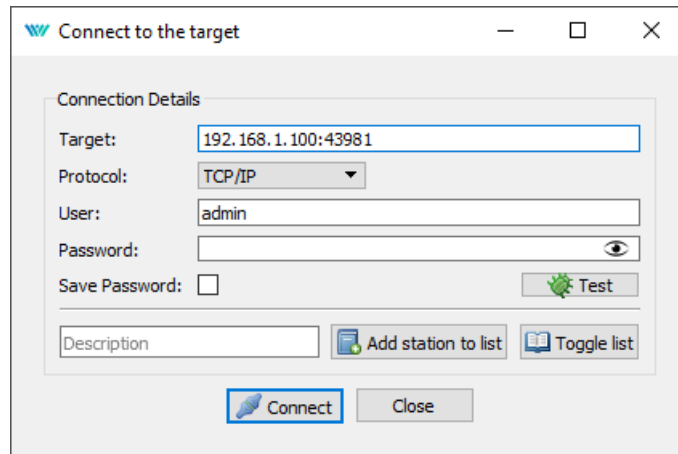 Connect to the target
Connection Details
Target: 192.168.1.100:43981
Protocol: TCP/IP
User: admin
Password:
Save Password: Test
Description Add station to list Toggle list
Connect Close